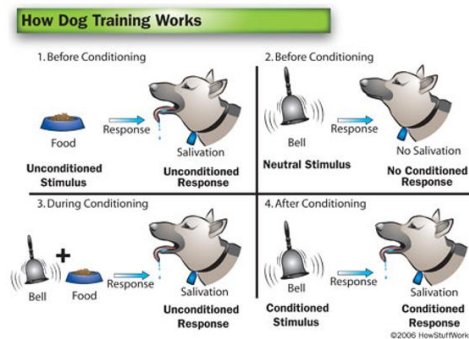 How Dog Training Works
1. Before Conditioning
Response
Food
Salivation
Unconditioned
Stimulus
Unconditioned
Response
2. Before Conditioning
Response
Bell
No Salivation
Neutral Stimulus
No Conditioned
Response
3. During Conditioning
+
Response
Bell
Food
Salivation
Unconditioned
Response
4. After Conditioning
Response
Bell
Salivation
Conditioned
Stimulus
Conditioned
Response
©2006 HowStuffWork